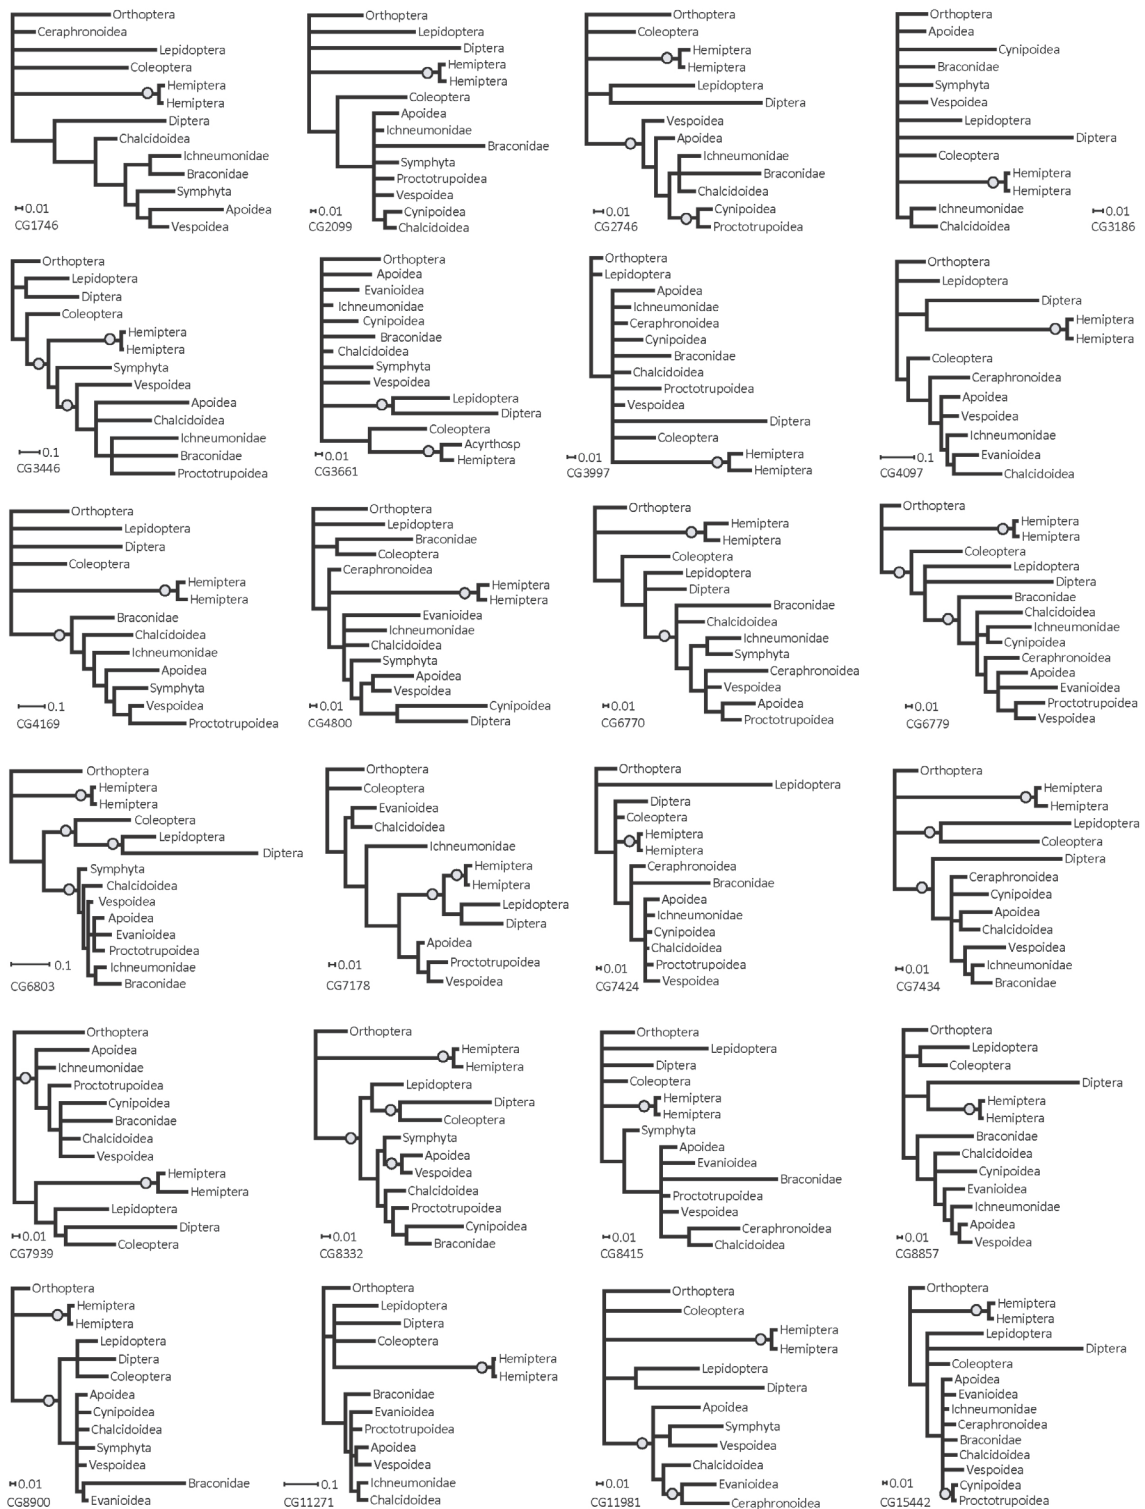 Orthoptera
Ceraphronoidea
Lepidoptera
Coleoptera
Hemiptera
Hemiptera
Diptera
Chalcidoidea
Ichneumonidae
Braconidae
Symphyta
Apoidea
Vespoidea
0.01
CG1746
Orthoptera
Lepidoptera
Diptera
Hemiptera
Hemiptera
Coleoptera
Apoidea
Ichneumonidae
Braconidae
Symphyta
Proctotrupoidea
Vespoidea
Cynipoidea
Chalcidoidea
0.01
CG2099
Orthoptera
Coleoptera
Hemiptera
Hemiptera
Lepidoptera
Diptera
Vespoidea
Apoidea
Ichneumonidae
Braconidae
Chalcidoidea
Cynipoidea
Proctotrupoidea
0.01
CG2746
Orthoptera
Apoidea
Cynipoidea
Braconidae
Symphyta
Vespoidea
Lepidoptera
Diptera
Coleoptera
Hemiptera
Hemiptera
Ichneumonidae
Chalcidoidea
0.01
CG3186
Orthoptera
Lepidoptera
Diptera
Coleoptera
Hemiptera
Hemiptera
Symphyta
Vespoidea
Apoidea
Chalcidoidea
Ichneumonidae
Braconidae
Proctotrupoidea
0.1
CG3446
Orthoptera
Apoidea
Evanioidea
Ichneumonidae
Cynipoidea
Braconidae
Chalcidoidea
Symphyta
Vespoidea
Lepidoptera
Diptera
Coleoptera
Acyrthosp
Hemiptera
0.01
CG3661
Orthoptera
Lepidoptera
Apoidea
Ichneumonidae
Ceraphronoidea
Cynipoidea
Braconidae
Chalcidoidea
Proctotrupoidea
Vespoidea
Diptera
Coleoptera
Hemiptera
Hemiptera
0.01
CG3997
Orthoptera
Lepidoptera
Diptera
Hemiptera
Hemiptera
Coleoptera
Ceraphronoidea
Apoidea
Vespoidea
Ichneumonidae
Evanioidea
Chalcidoidea
0.1
CG4097
Orthoptera
Lepidoptera
Diptera
Coleoptera
Hemiptera
Hemiptera
Braconidae
Chalcidoidea
Ichneumonidae
Apoidea
Symphyta
Vespoidea
Proctotrupoidea
0.1
CG4169
Orthoptera
Lepidoptera
Braconidae
Coleoptera
Ceraphronoidea
Hemiptera
Hemiptera
Evanioidea
Ichneumonidae
Chalcidoidea
Symphyta
Apoidea
Vespoidea
Cynipoidea
Diptera
0.01
CG4800
Orthoptera
Hemiptera
Hemiptera
Coleoptera
Lepidoptera
Diptera
Braconidae
Chalcidoidea
Ichneumonidae
Symphyta
Ceraphronoidea
Vespoidea
Apoidea
Proctotrupoidea
0.01
CG6770
Orthoptera
Hemiptera
Hemiptera
Coleoptera
Lepidoptera
Diptera
Braconidae
Chalcidoidea
Ichneumonidae
Cynipoidea
Ceraphronoidea
Apoidea
Evanioidea
Proctotrupoidea
Vespoidea
0.01
CG6779
Orthoptera
Hemiptera
Hemiptera
Coleoptera
Lepidoptera
Diptera
Symphyta
Chalcidoidea
Vespoidea
Apoidea
Evanioidea
Proctotrupoidea
Ichneumonidae
Braconidae
0.1
CG6803
Orthoptera
Coleoptera
Evanioidea
Chalcidoidea
Ichneumonidae
Hemiptera
Hemiptera
Lepidoptera
Diptera
Apoidea
Proctotrupoidea
Vespoidea
0.01
CG7178
Orthoptera
Lepidoptera
Diptera
Coleoptera
Hemiptera
Hemiptera
Ceraphronoidea
Braconidae
Apoidea
Ichneumonidae
Cynipoidea
Chalcidoidea
Proctotrupoidea
Vespoidea
0.01
CG7424
Orthoptera
Hemiptera
Hemiptera
Lepidoptera
Coleoptera
Diptera
Ceraphronoidea
Cynipoidea
Apoidea
Chalcidoidea
Vespoidea
Ichneumonidae
Braconidae
0.01
CG7434
Orthoptera
Apoidea
Ichneumonidae
Proctotrupoidea
Cynipoidea
Braconidae
Chalcidoidea
Vespoidea
Hemiptera
Hemiptera
Lepidoptera
Diptera
Coleoptera
0.01
CG7939
Orthoptera
Hemiptera
Hemiptera
Lepidoptera
Diptera
Coleoptera
Symphyta
Apoidea
Vespoidea
Chalcidoidea
Proctotrupoidea
Cynipoidea
Braconidae
0.01
CG8332
Orthoptera
Lepidoptera
Diptera
Coleoptera
Hemiptera
Hemiptera
Symphyta
Apoidea
Evanioidea
Braconidae
Proctotrupoidea
Vespoidea
Ceraphronoidea
Chalcidoidea
0.01
CG8415
Orthoptera
Lepidoptera
Coleoptera
Diptera
Hemiptera
Hemiptera
Braconidae
Chalcidoidea
Cynipoidea
Evanioidea
Ichneumonidae
Apoidea
Vespoidea
0.01
CG8857
Orthoptera
Hemiptera
Hemiptera
Lepidoptera
Diptera
Coleoptera
Apoidea
Cynipoidea
Chalcidoidea
Symphyta
Vespoidea
Braconidae
Evanioidea
0.01
CG8900
Orthoptera
Lepidoptera
Diptera
Coleoptera
Hemiptera
Hemiptera
Braconidae
Evanioidea
Proctotrupoidea
Apoidea
Vespoidea
Ichneumonidae
Chalcidoidea
0.1
CG11271
Orthoptera
Coleoptera
Hemiptera
Hemiptera
Lepidoptera
Diptera
Apoidea
Symphyta
Vespoidea
Chalcidoidea
Evanioidea
Ceraphronoidea
0.01
CG11981
Orthoptera
Hemiptera
Hemiptera
Lepidoptera
Diptera
Coleoptera
Apoidea
Evanioidea
Ichneumonidae
Ceraphronoidea
Braconidae
Chalcidoidea
Vespoidea
Cynipoidea
Proctotrupoidea
0.01
CG15442